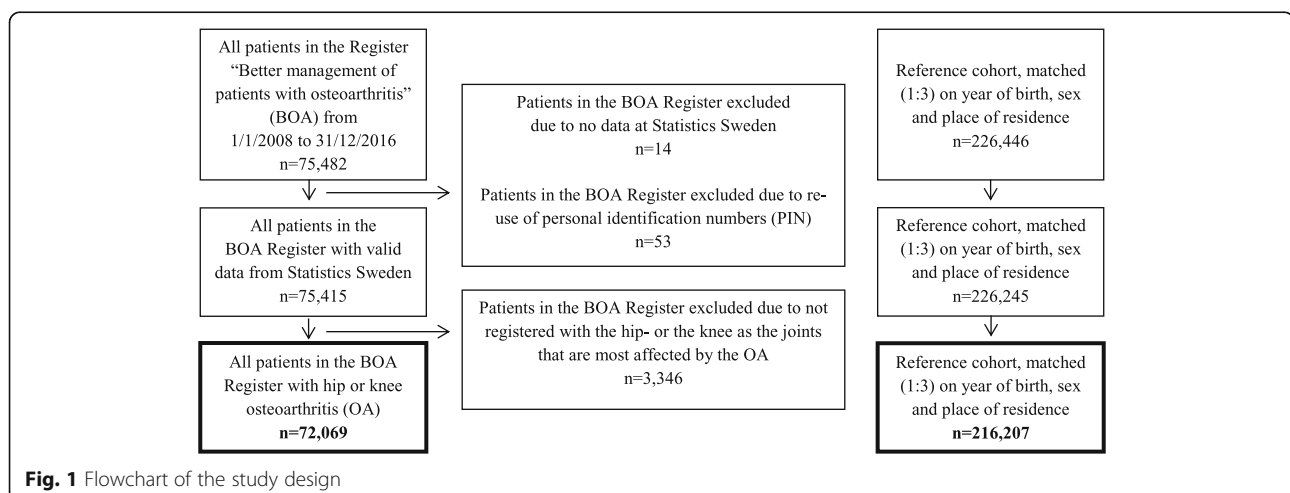 All patients in the Register
“Better management of
patients with osteoarthritis”
(BOA) from
1/1/2008 to 31/12/2016
n=75,482
Patients in the BOA Register excluded
due to no data at Statistics Sweden
n=14
Patients in the BOA Register excluded due to re-
use of personal identification numbers (PIN)
n=53
Reference cohort, matched
(1:3) on year of birth, sex
and place of residence
n=226,446
All patients in the
BOA Register with valid
data from Statistics Sweden
n=75,415
Patients in the BOA Register excluded due to not
registered with the hip- or the knee as the joints
that are most affected by the OA
n=3,346
Reference cohort, matched
(1:3) on year of birth, sex
and place of residence
n=226,245
All patients in the BOA
Register with hip or knee
osteoarthritis (OA)
n=72,069
Reference cohort, matched
(1:3) on year of birth, sex
and place of residence
n=216,207
Fig. 1 Flowchart of the study design